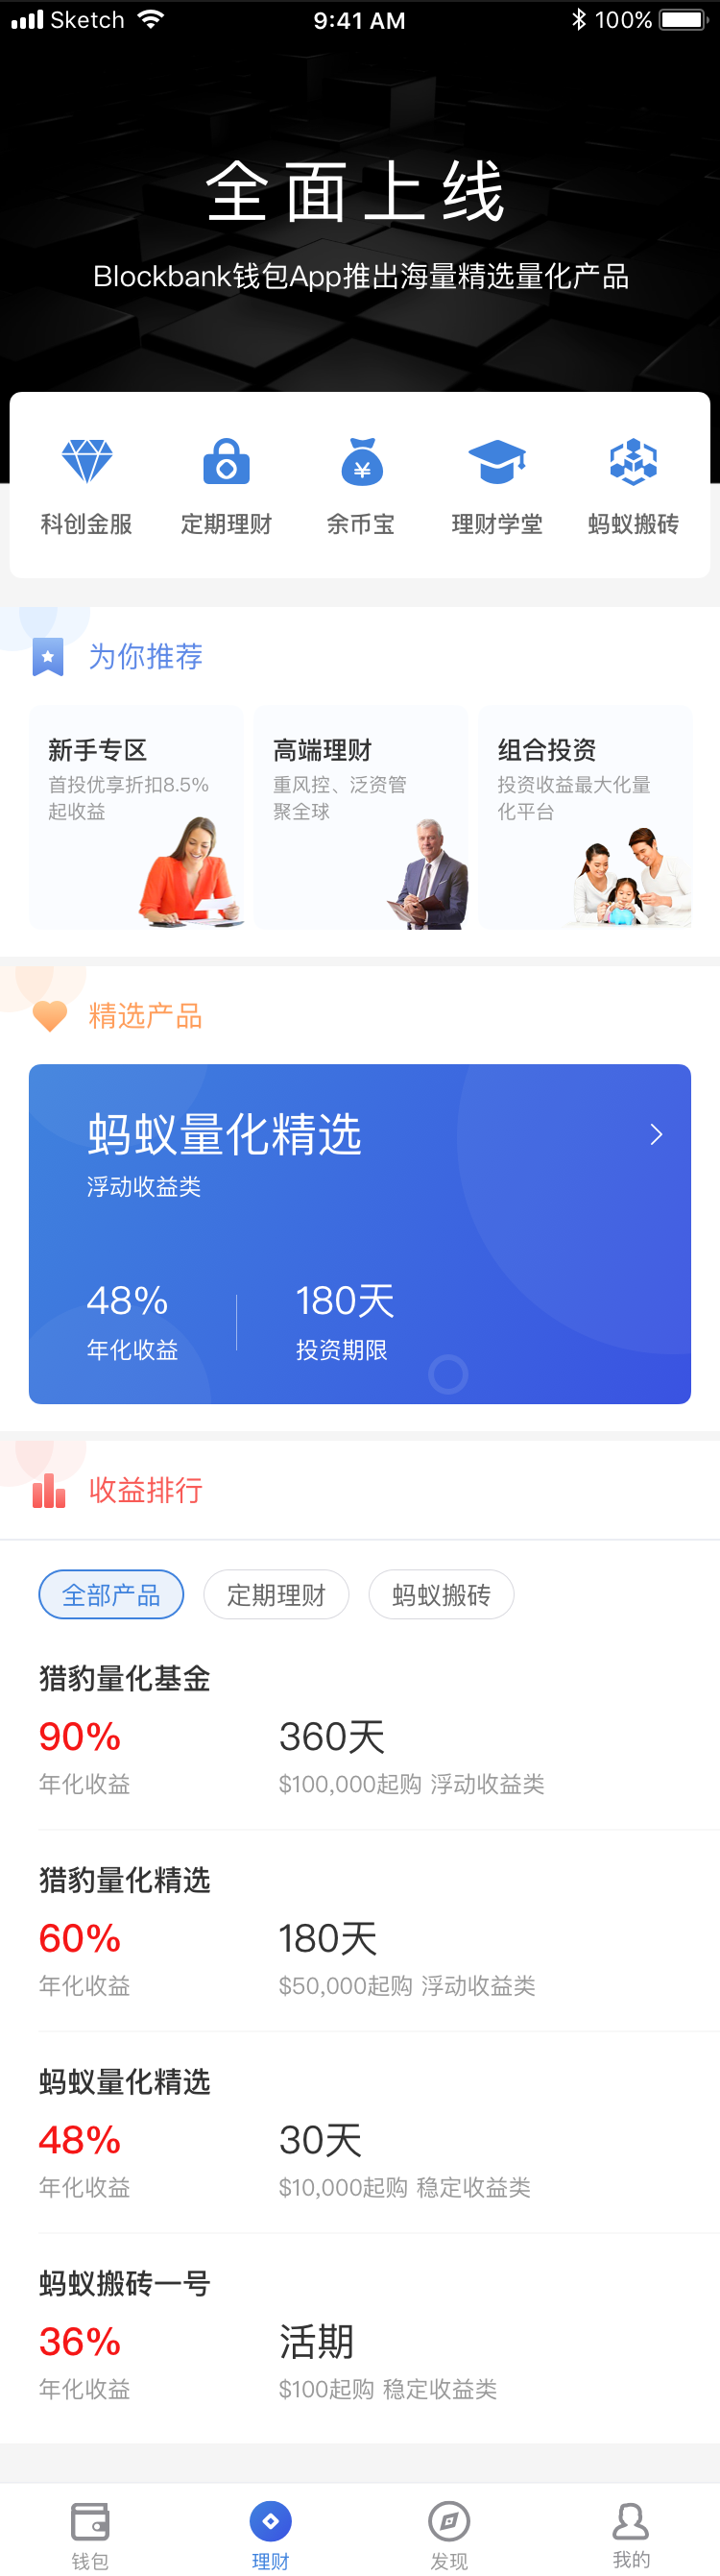 Sketch 9:41 AM 100%
全面上线
Blockbank钱包App推出海量精选量化产品
科创金服 定期理财 余币宝 理财学堂 蚂蚁搬砖
为你推荐
新手专区
首投优享折扣8.5%
起收益
高端理财
重风控、泛资管
聚全球
组合投资
投资收益最大化量
化平台
精选产品
蚂蚁量化精选
浮动收益类
48% 180天
年化收益 投资期限
收益排行
全部产品 定期理财 蚂蚁搬砖
猎豹量化基金
90% 360天
年化收益 $100,000起购 浮动收益类
猎豹量化精选
60% 180天
年化收益 $50,000起购 浮动收益类
蚂蚁量化精选
48% 30天
年化收益 $10,000起购 稳定收益类
蚂蚁搬砖一号
36% 活期
年化收益 $100起购 稳定收益类
钱包 理财 发现 我的